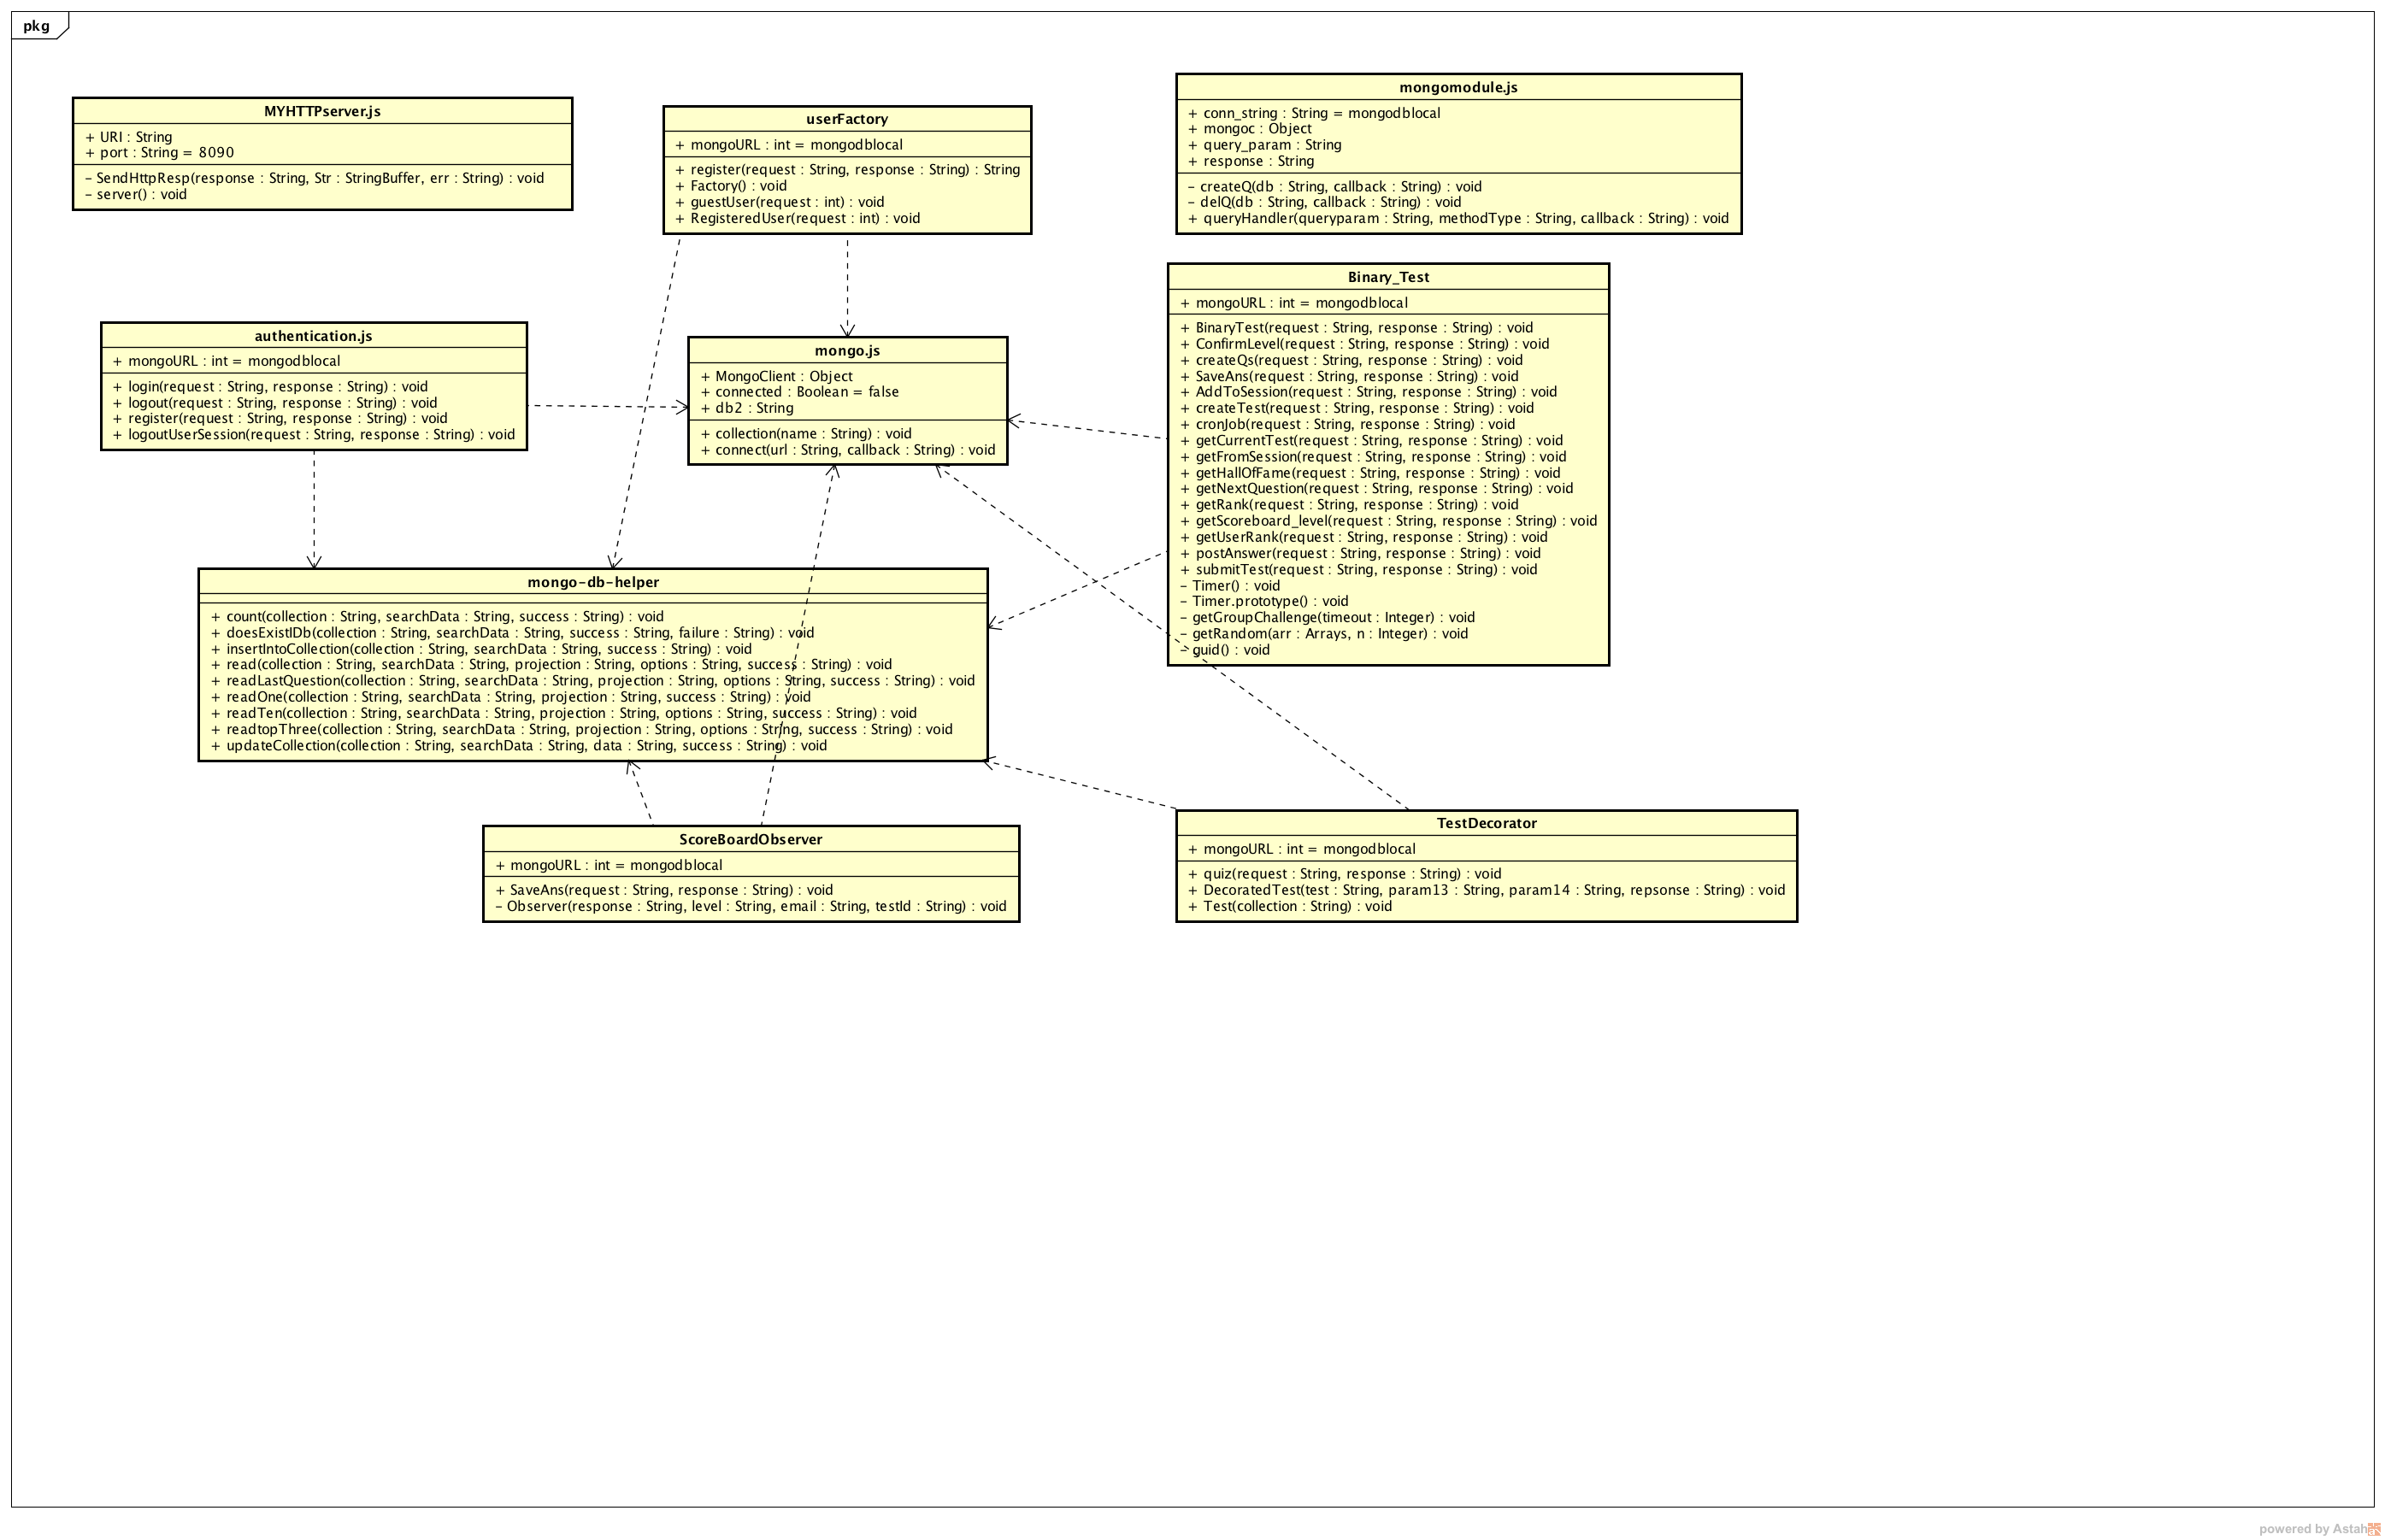 pkg
MYHTTPserver.js
+ URI : String
+ port : String = 8090
– SendHttpResp(response : String, Str : StringBuffer, err : String) : void
– server() : void
userFactory
+ mongoURL : int = mongodblocal
+ register(request : String, response : String) : String
+ Factory() : void
+ guestUser(request : int) : void
+ RegisteredUser(request : int) : void
mongomodule.js
+ conn_string : String = mongodblocal
+ mongoc : Object
+ query_param : String
+ response : String
– createQ(db : String, callback : String) : void
– delQ(db : String, callback : String) : void
+ queryHandler(queryparam : String, methodType : String, callback : String) : void
authentication.js
+ mongoURL : int = mongodblocal
+ login(request : String, response : String) : void
+ logout(request : String, response : String) : void
+ register(request : String, response : String) : void
+ logoutUserSession(request : String, response : String) : void
mongo.js
+ MongoClient : Object
+ connected : Boolean = false
+ db2 : String
+ collection(name : String) : void
+ connect(url : String, callback : String) : void
Binary_Test
+ mongoURL : int = mongodblocal
+ BinaryTest(request : String, response : String) : void
+ ConfirmLevel(request : String, response : String) : void
+ createQs(request : String, response : String) : void
+ SaveAns(request : String, response : String) : void
+ AddToSession(request : String, response : String) : void
+ createTest(request : String, response : String) : void
+ cronJob(request : String, response : String) : void
+ getCurrentTest(request : String, response : String) : void
+ getFromSession(request : String, response : String) : void
+ getHallOfFame(request : String, response : String) : void
+ getNextQuestion(request : String, response : String) : void
+ getRank(request : String, response : String) : void
+ getScoreboard_level(request : String, response : String) : void
+ getUserRank(request : String, response : String) : void
+ postAnswer(request : String, response : String) : void
+ submitTest(request : String, response : String) : void
– Timer() : void
– Timer.prototype() : void
– getGroupChallenge(timeout : Integer) : void
– getRandom(arr : Arrays, n : Integer) : void
– guid() : void
mongo-db-helper
+ count(collection : String, searchData : String, success : String) : void
+ doesExistIDb(collection : String, searchData : String, success : String, failure : String) : void
+ insertIntoCollection(collection : String, searchData : String, success : String) : void
+ read(collection : String, searchData : String, projection : String, options : String, success : String) : void
+ readLastQuestion(collection : String, searchData : String, projection : String, options : String, success : String) : void
+ readOne(collection : String, searchData : String, projection : String, success : String) : void
+ readTen(collection : String, searchData : String, projection : String, options : String, success : String) : void
+ readtopThree(collection : String, searchData : String, projection : String, options : String, success : String) : void
+ updateCollection(collection : String, searchData : String, data : String, success : String) : void
ScoreBoardObserver
+ mongoURL : int = mongodblocal
+ SaveAns(request : String, response : String) : void
– Observer(response : String, level : String, email : String, testId : String) : void
TestDecorator
+ mongoURL : int = mongodblocal
+ quiz(request : String, response : String) : void
+ DecoratedTest(test : String, param13 : String, param14 : String, repsonse : String) : void
+ Test(collection : String) : void
powered by Astah